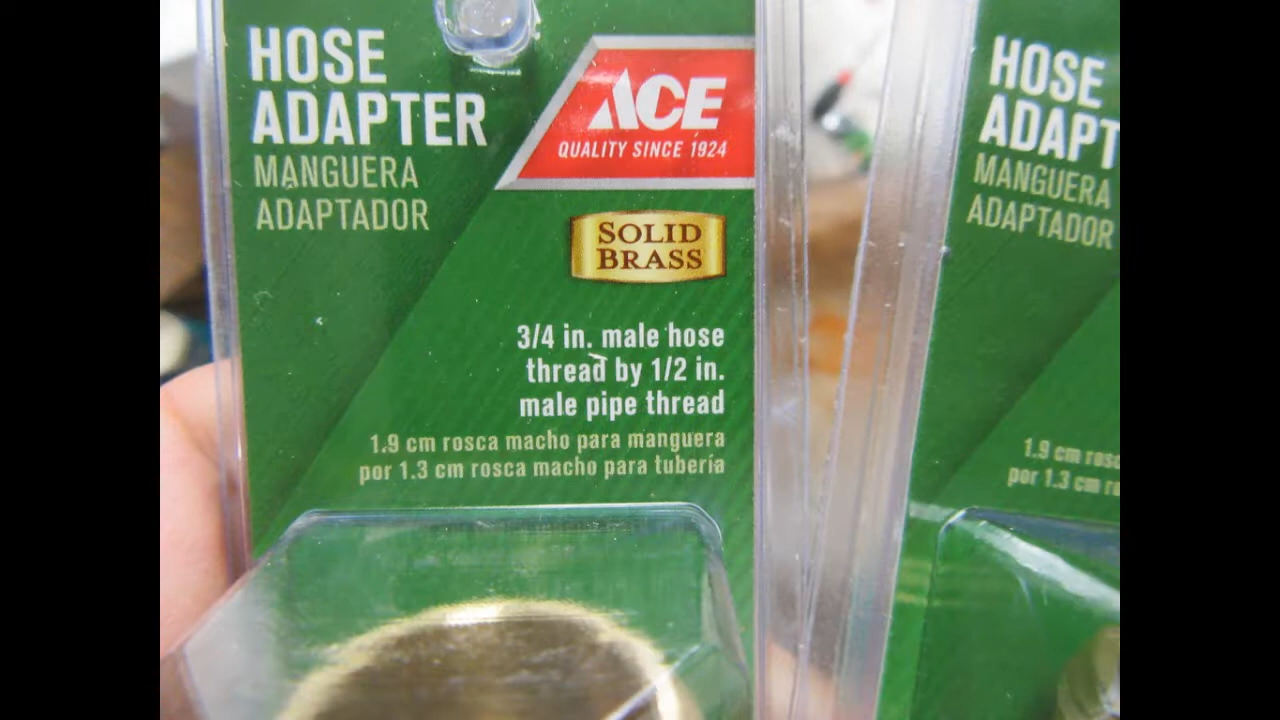 HOSE
ADAPTER
MANGUERA
ADAPTADOR
ACE
QUALITY SINCE 1924
SOLID
BRASS
3/4 in. male hose
thread by 1/2 in.
male pipe thread
1.9 cm rosca macho para manguera
por 1.3 cm rosca macho para tubería
HOSE
ADAPT
MANGUERA
ADAPTADOR
1.9 cm rosc
por 1.3 cm r